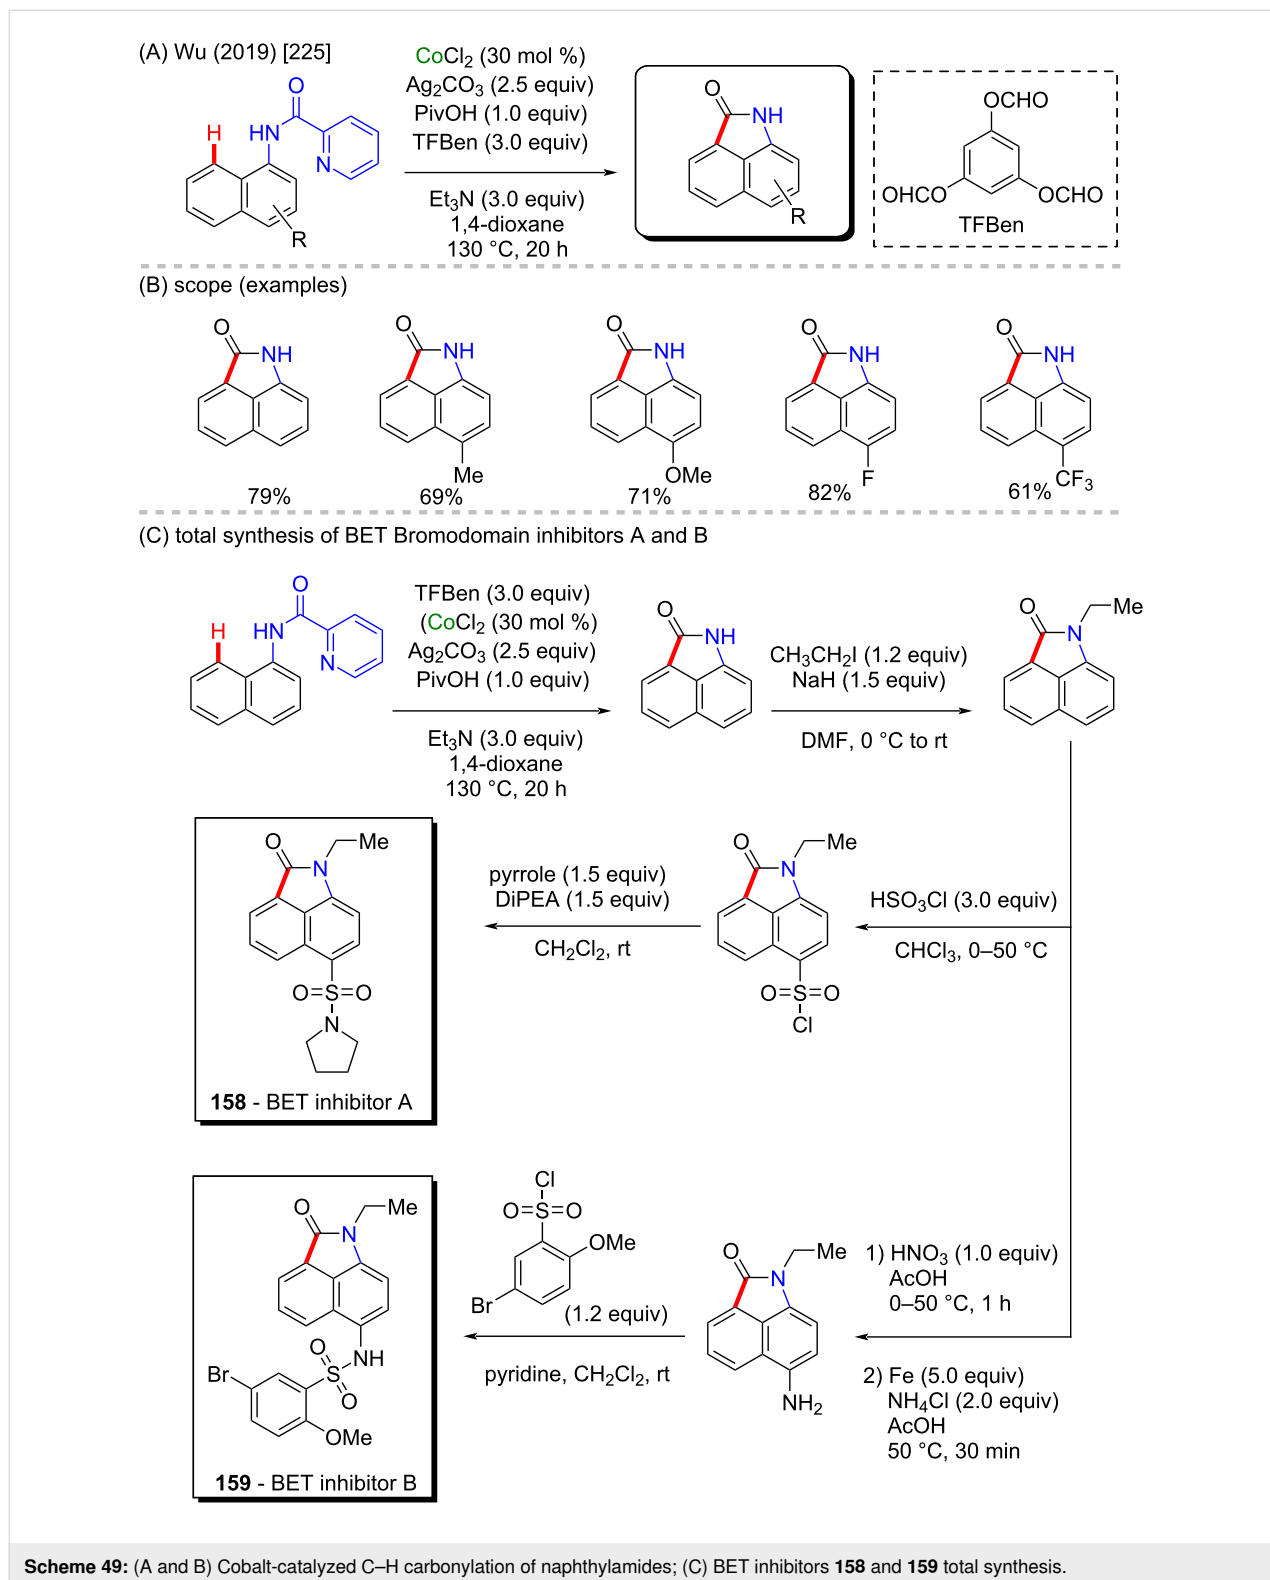 (A) Wu (2019) [225]
CoCl2 (30 mol %)
Ag2CO3 (2.5 equiv)
PivOH (1.0 equiv)
TFBen (3.0 equiv)
Et3N (3.0 equiv)
1,4-dioxane
130 °C, 20 h
H
O
HN
N
R
O
NH
R
OCHO
OHCO
OCHO
TFBen
(B) scope (examples)
O
NH
79%
O
NH
Me
69%
O
NH
OMe
71%
O
NH
F
82%
O
NH
CF3
61%
(C) total synthesis of BET Bromodomain inhibitors A and B
H
O
HN
N
TFBen (3.0 equiv)
(CoCl2 (30 mol %)
Ag2CO3 (2.5 equiv)
PivOH (1.0 equiv)
Et3N (3.0 equiv)
1,4-dioxane
130 °C, 20 h
O
NH
CH3CH2I (1.2 equiv)
NaH (1.5 equiv)
DMF, 0 °C to rt
O
N
Me
HSO3Cl (3.0 equiv)
CHCl3, 0–50 °C
O
N
Me
O=S=O
Cl
pyrrole (1.5 equiv)
DiPEA (1.5 equiv)
CH2Cl2, rt
O
N
Me
O=S=O
N
158 - BET inhibitor A
1) HNO3 (1.0 equiv)
AcOH
0–50 °C, 1 h
2) Fe (5.0 equiv)
NH4Cl (2.0 equiv)
AcOH
50 °C, 30 min
O
N
Me
NH2
Cl
O=S=O
OMe
Br
(1.2 equiv)
pyridine, CH2Cl2, rt
O
N
Me
O
S
NH
O
Br
OMe
159 - BET inhibitor B
Scheme 49: (A and B) Cobalt-catalyzed C–H carbonylation of naphthylamides; (C) BET inhibitors 158 and 159 total synthesis.